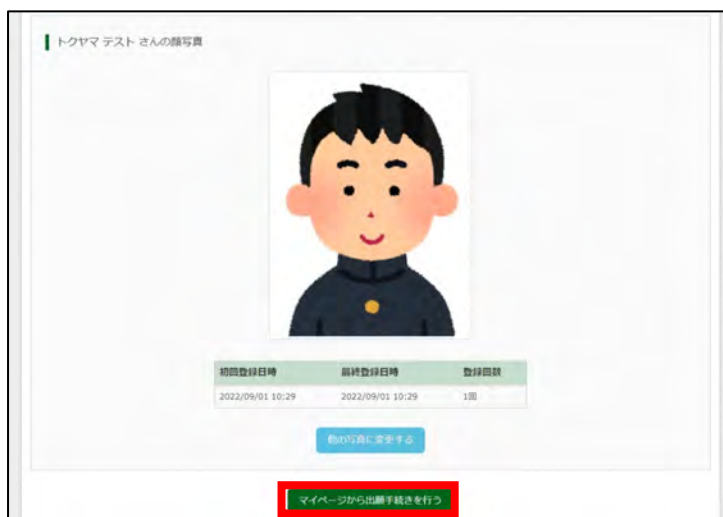 トクヤマ テスト さんの顔写真
初回登録日時 最終登録日時 登録回数
2022/09/01 10:29 2022/09/01 10:29 1回
他の写真に変更する
マイページから出願手続きを行う